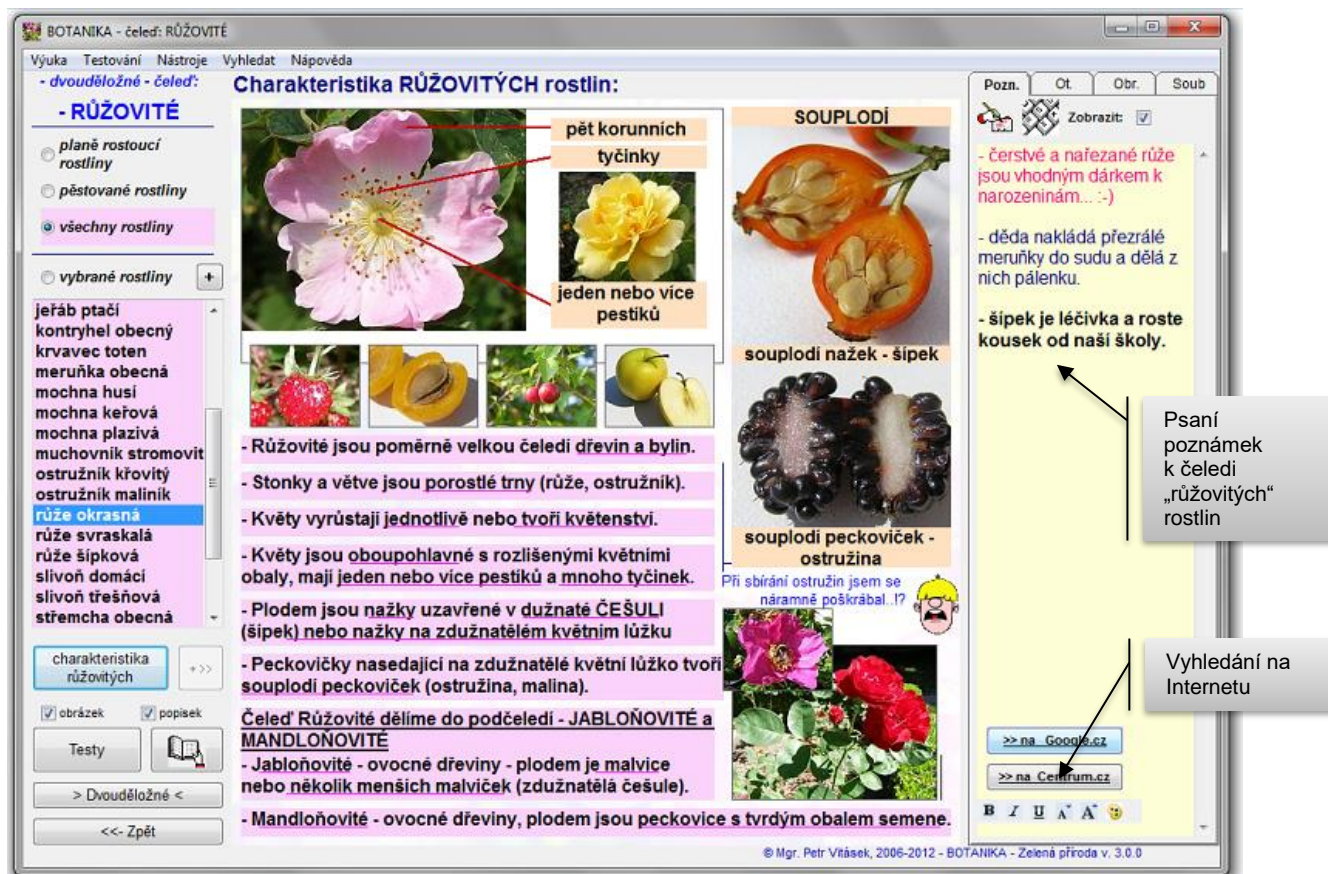 BOTANIKA - čeleď: RŮŽOVITÉ
Výuka Testování Nástroje Vyhledat Nápověda
- dvouděložné - čeleď:
- RŮŽOVITÉ
planě rostoucí
rostliny
pěstované rostliny
všechny rostliny
vybrané rostliny +
jeřáb ptačí
kontryhel obecný
krvavec toten
meruňka obecná
mochna husí
mochna keřová
mochna plazivá
muchovník stromovit
ostružník křovitý
ostružník maliník
růže okrasná
růže svraskalá
růže šípková
slivoň domácí
slivoň třešňová
střemcha obecná
charakteristika
růžovitých
+ >>
obrázek popisek
Testy
> Dvouděložné <
<<- Zpět
Charakteristika RŮŽOVITÝCH rostlin:
pět korunních
tyčinky
jeden nebo více
pestíků
SOUPLODÍ
souplodí nažek - šípek
souplodí peckoviček -
ostružina
- Růžovité jsou poměrně velkou čeledí dřevin a bylin.
- Stonky a větve jsou porostlé trny (růže, ostružník).
- Květy vyrůstají jednotlivě nebo tvoří květenství.
- Květy jsou oboupohlavné s rozlišenými květními
obaly, mají jeden nebo více pestíků a mnoho tyčinek.
- Plodem jsou nažky uzavřené v dužnaté ČEŠULI
(šípek) nebo nažky na zdužnatělém květním lůžku
- Peckovičky nasedající na zdužnatělé květní lůžko tvoří
souplodí peckoviček (ostružina, malina).
Čeleď Růžovité dělíme do podčeledí - JABLOŇOVITÉ a
MANDLOŇOVITÉ
- Jabloňovité - ovocné dřeviny - plodem je malvice
nebo několik menších malviček (zdužnatělá češule).
- Mandloňovité - ovocné dřeviny, plodem jsou peckovice s tvrdým obalem semene.
Při sbírání ostružin jsem se
náramně poškrábal..!?
© Mgr. Petr Vitásek, 2006-2012 - BOTANIKA - Zelená příroda v. 3.0.0
Pozn. Ot. Obr. Soub
Zobrazit:
- čerstvé a nařezané růže
jsou vhodným dárkem k
narozeninám... :-)
- děda nakládá přezrálé
meruňky do sudu a dělá z
nich pálenku.
- šípek je léčivka a roste
kousek od naší školy.
>> na Google.cz
>> na Centrum.cz
B I U A A
Psaní
poznámek
k čeledi
„růžovitých“
rostlin
Vyhledání na
Internetu